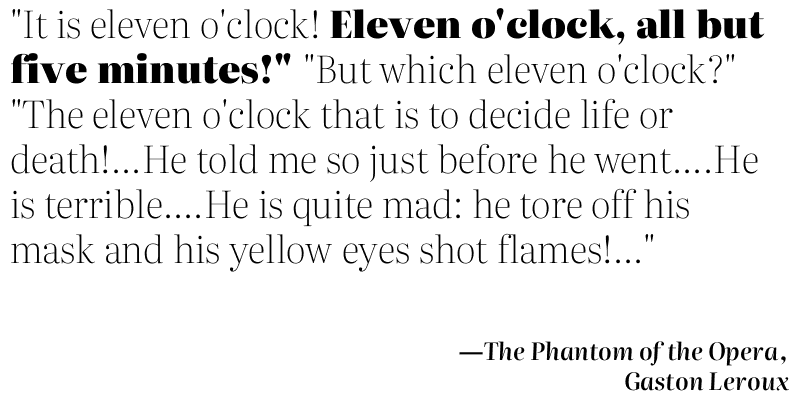 "It is eleven o'clock! Eleven o'clock, all but
five minutes!" "But which eleven o'clock?"
"The eleven o'clock that is to decide life or
death!...He told me so just before he went....He
is terrible....He is quite mad: he tore off his
mask and his yellow eyes shot flames!..."
—The Phantom of the Opera,
Gaston Leroux